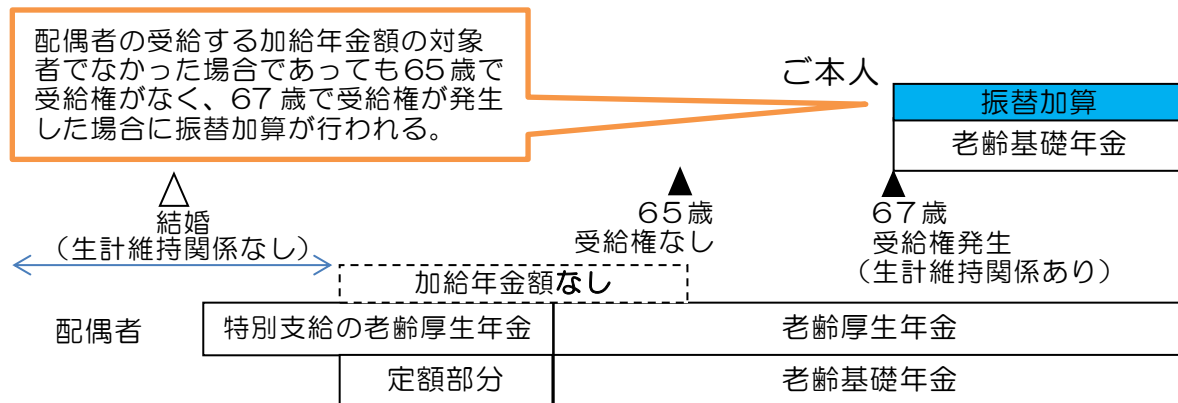 配偶者の受給する加給年金額の対象
者でなかった場合であっても65歳で
受給権がなく、67歳で受給権が発生
した場合に振替加算が行われる。
ご本人
振替加算
老齢基礎年金
結婚
（生計維持関係なし）
65歳
受給権なし
67歳
受給権発生
（生計維持関係あり）
加給年金額なし
配偶者
特別支給の老齢厚生年金
老齢厚生年金
定額部分
老齢基礎年金